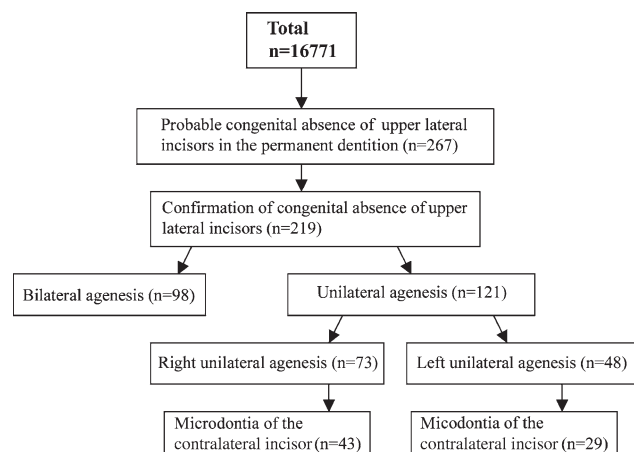 Total
n=16771
Probable congenital absence of upper lateral
incisors in the permanent dentition (n=267)
Confirmation of congenital absence of upper
lateral incisors (n=219)
Bilateral agenesis (n=98)
Unilateral agenesis (n=121)
Right unilateral agenesis (n=73)
Left unilateral agenesis (n=48)
Microdontia of the
contralateral incisor (n=43)
Micodontia of the
contralateral incisor (n=29)